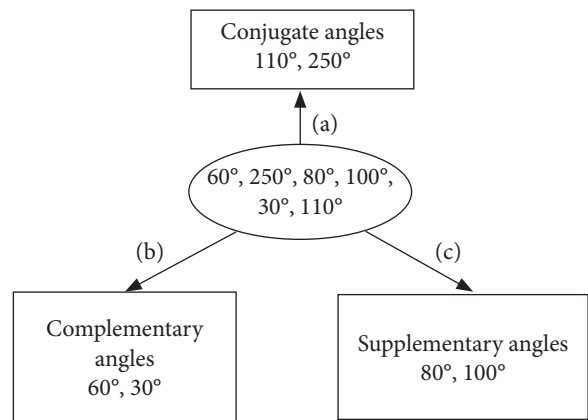 Conjugate angles
110°, 250°
(a)
60°, 250°, 80°, 100°,
30°, 110°
(b)
(c)
Complementary
angles
60°, 30°
Supplementary angles
80°, 100°